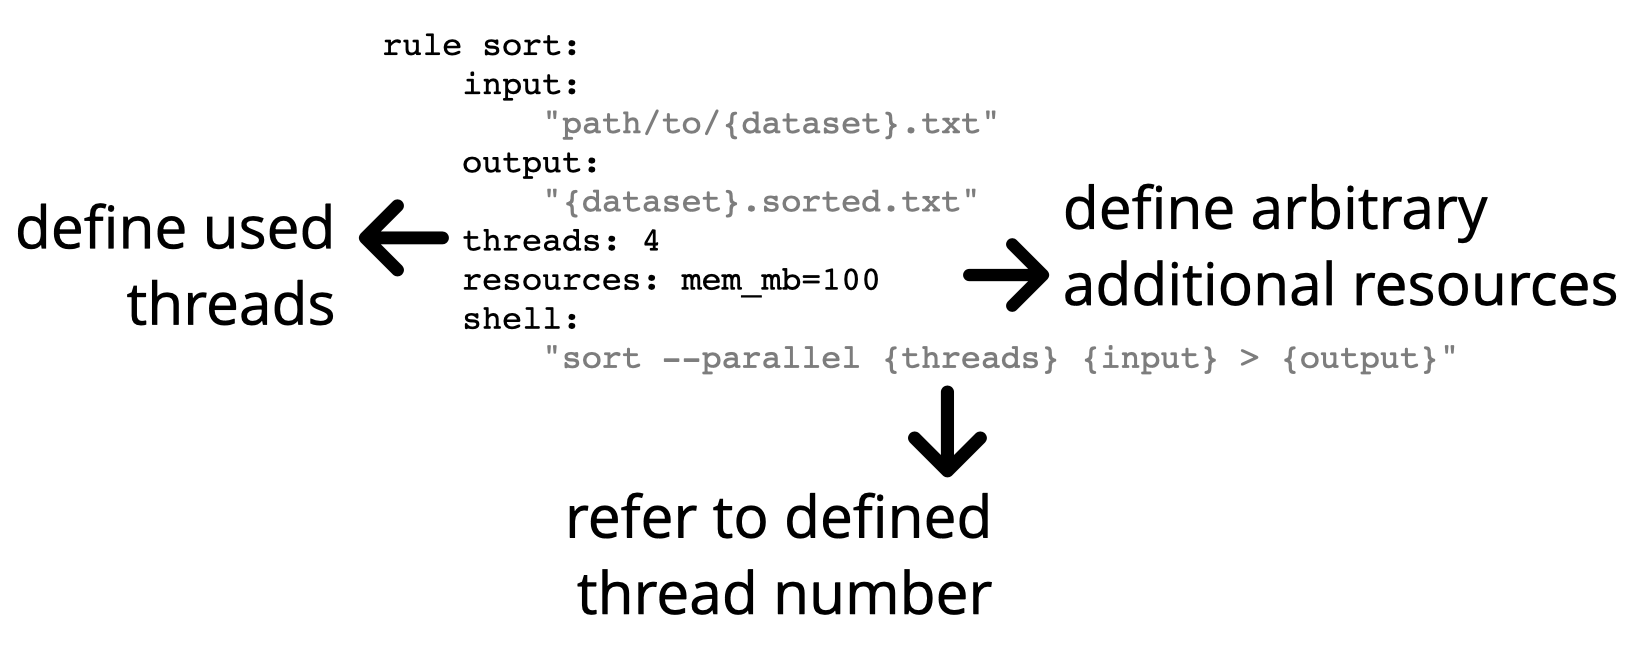 rule sort:
input:
"path/to/{dataset}.txt"
output:
"{dataset}.sorted.txt"
threads: 4
resources: mem_mb=100
shell:
"sort --parallel {threads} {input} > {output}"
define used
threads
define arbitrary
additional resources
refer to defined
thread number